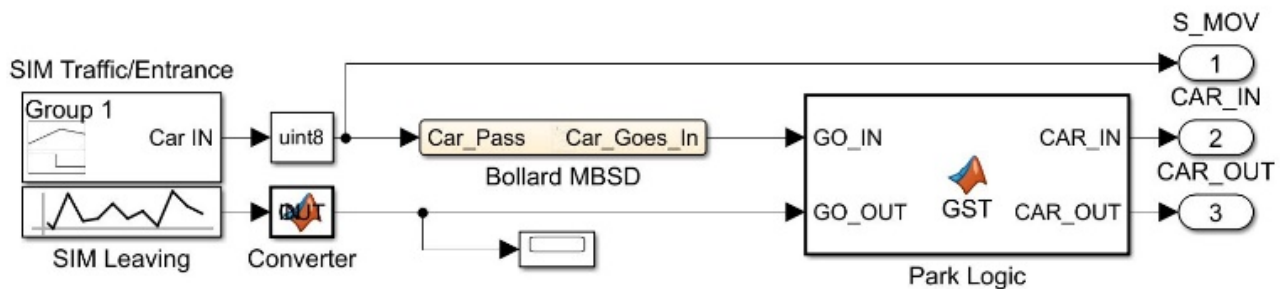 S_MOV
SIM Traffic/Entrance
1
Group 1
CAR_IN
Car IN
uint8
Car_Pass
Car_Goes_In
GO_IN
CAR_IN
2
Bollard MBSD
CAR_OUT
OUT
GO_OUT
GST
CAR_OUT
3
SIM Leaving
Converter
Park Logic